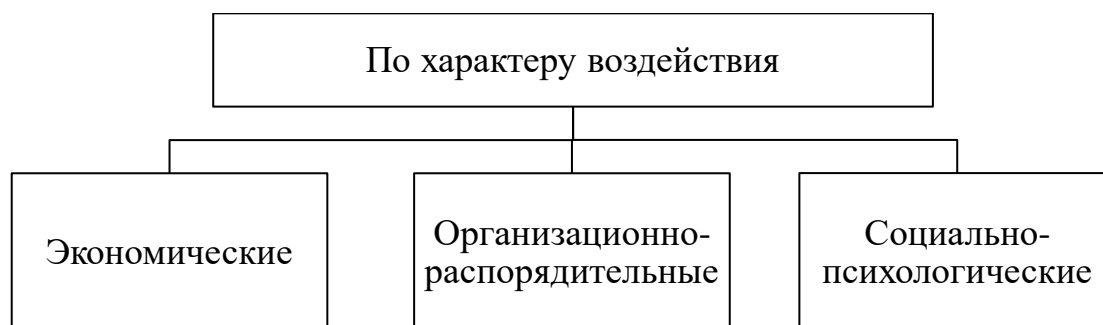 По характеру воздействия
Экономические
Организационно-
распорядительные
Социально-
психологические